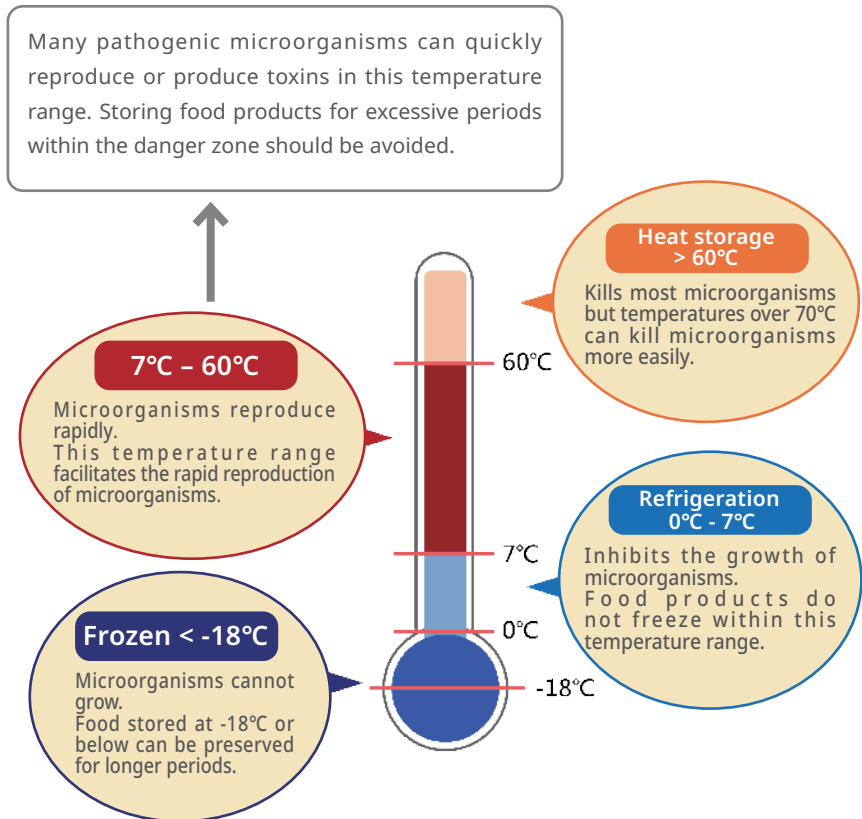 Many pathogenic microorganisms can quickly
reproduce or produce toxins in this temperature
range. Storing food products for excessive periods
within the danger zone should be avoided.
Heat storage
> 60℃
Kills most microorganisms
but temperatures over 70℃
can kill microorganisms
more easily.
60℃
7℃ – 60℃
Microorganisms reproduce
rapidly.
This temperature range
facilitates the rapid reproduction
of microorganisms.
Refrigeration
0℃ - 7℃
Inhibits the growth of
microorganisms.
Food products do
not freeze within this
temperature range.
7℃
0℃
Frozen < -18℃
Microorganisms cannot
grow.
Food stored at -18℃ or
below can be preserved
for longer periods.
-18℃